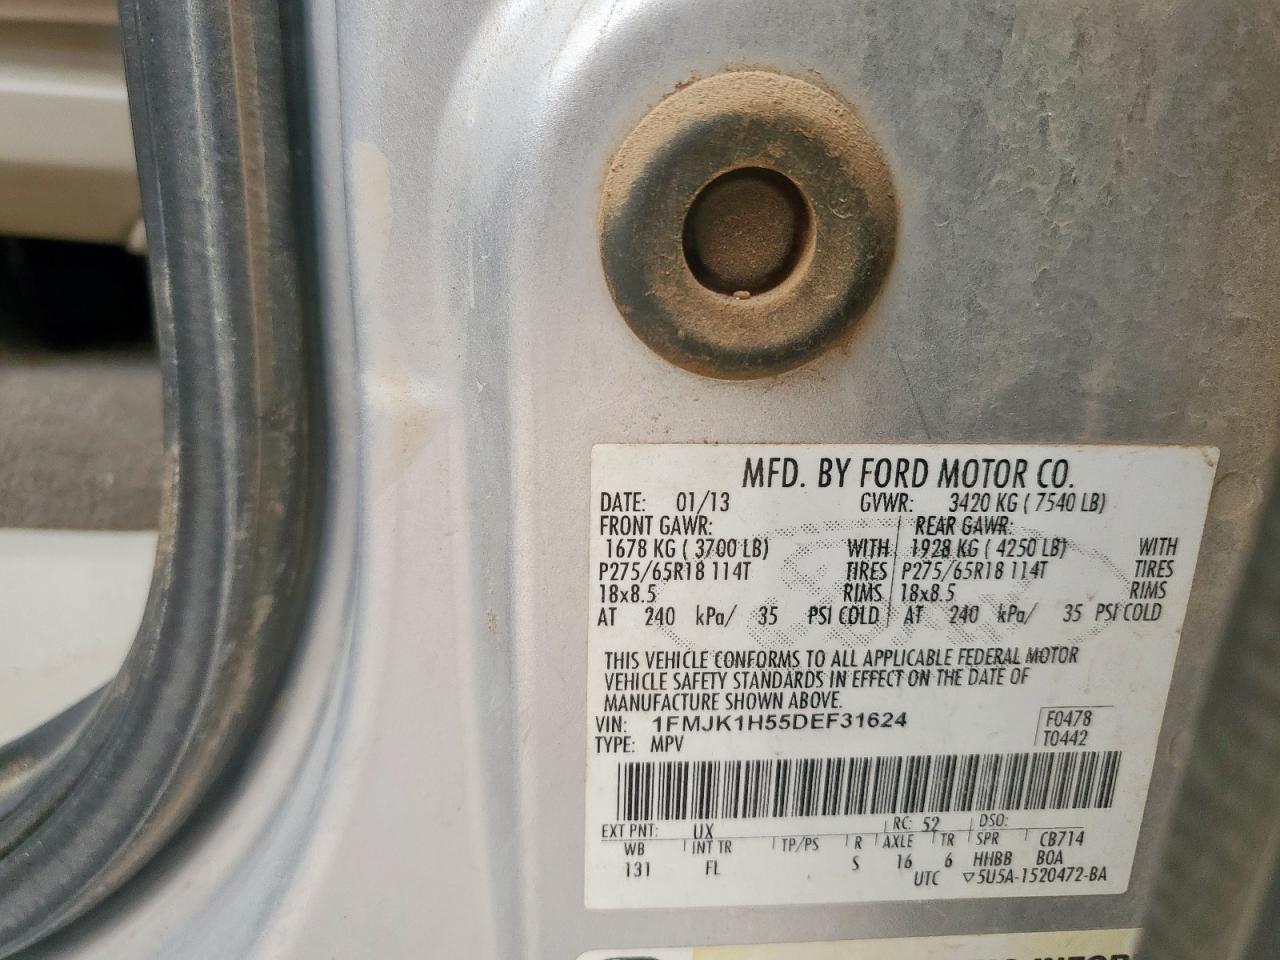 MFD. BY FORD MOTOR CO.
DATE: 01/13 GVWR: 3420 KG ( 7540 LB)
FRONT GAWR: REAR GAWR:
1678 KG ( 3700 LB) WITH 1928 KG ( 4250 LB) WITH
P275/65R18 114T TIRES P275/65R18 114T TIRES
18x8.5 RIMS 18x8.5 RIMS
AT 240 kPa/ 35 PSI COLD AT 240 kPa/ 35 PSI COLD
THIS VEHICLE CONFORMS TO ALL APPLICABLE FEDERAL MOTOR
VEHICLE SAFETY STANDARDS IN EFFECT ON THE DATE OF
MANUFACTURE SHOWN ABOVE.
VIN: 1FMJK1H55DEF31624 F0478
TYPE: MPV T0442
EXT PNT: UX RC: 52 DSO:
WB INT TR TP/PS R AXLE TR SPR CB714
131 FL S 16 6 HHBB BOA
UTC ▽5U5A-1520472-BA